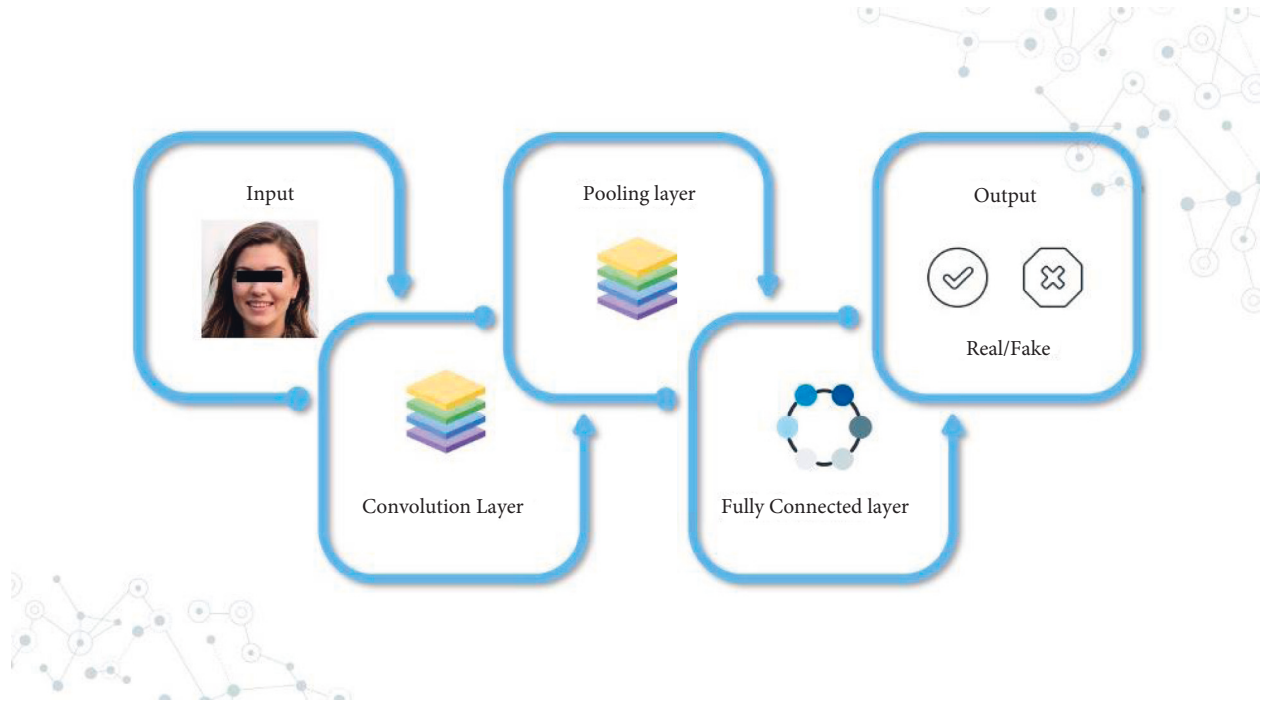 Input
Convolution Layer
Pooling layer
Fully Connected layer
Output
Real/Fake